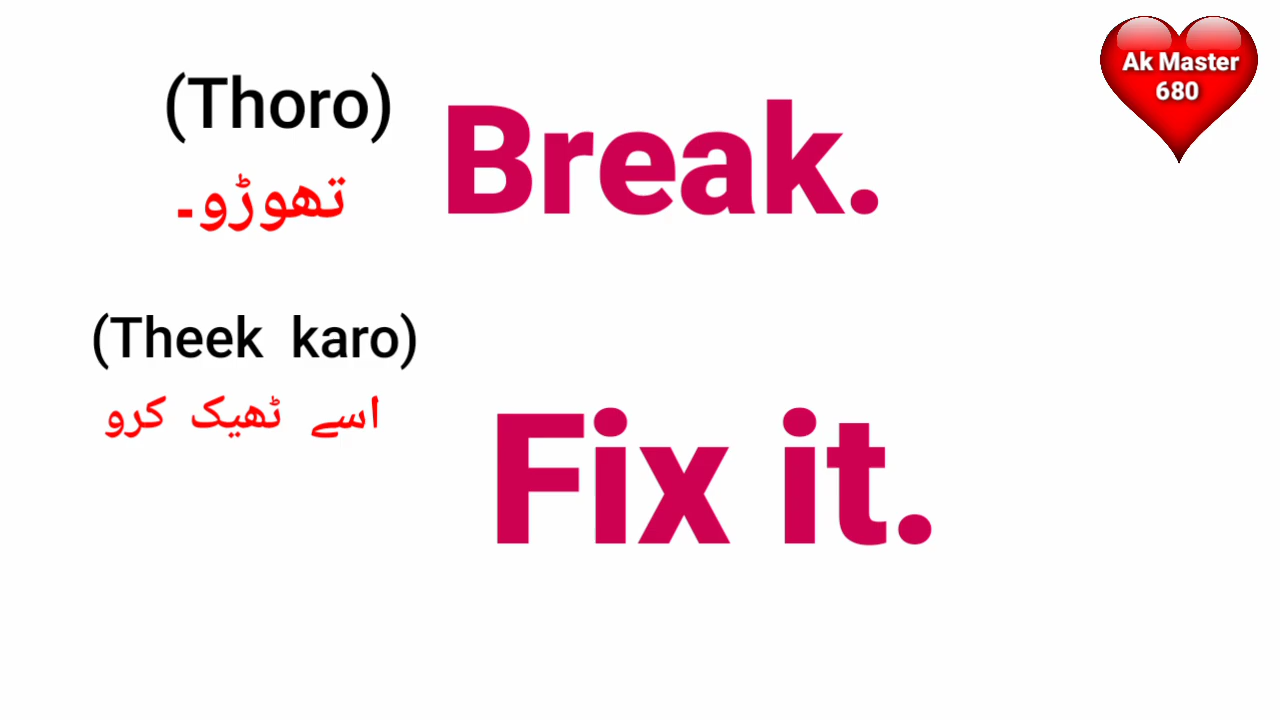 (Thoro)
تھوڑو۔
Break.
(Theek karo)
اسے ٹھیک کرو
Fix it.
Ak Master
680